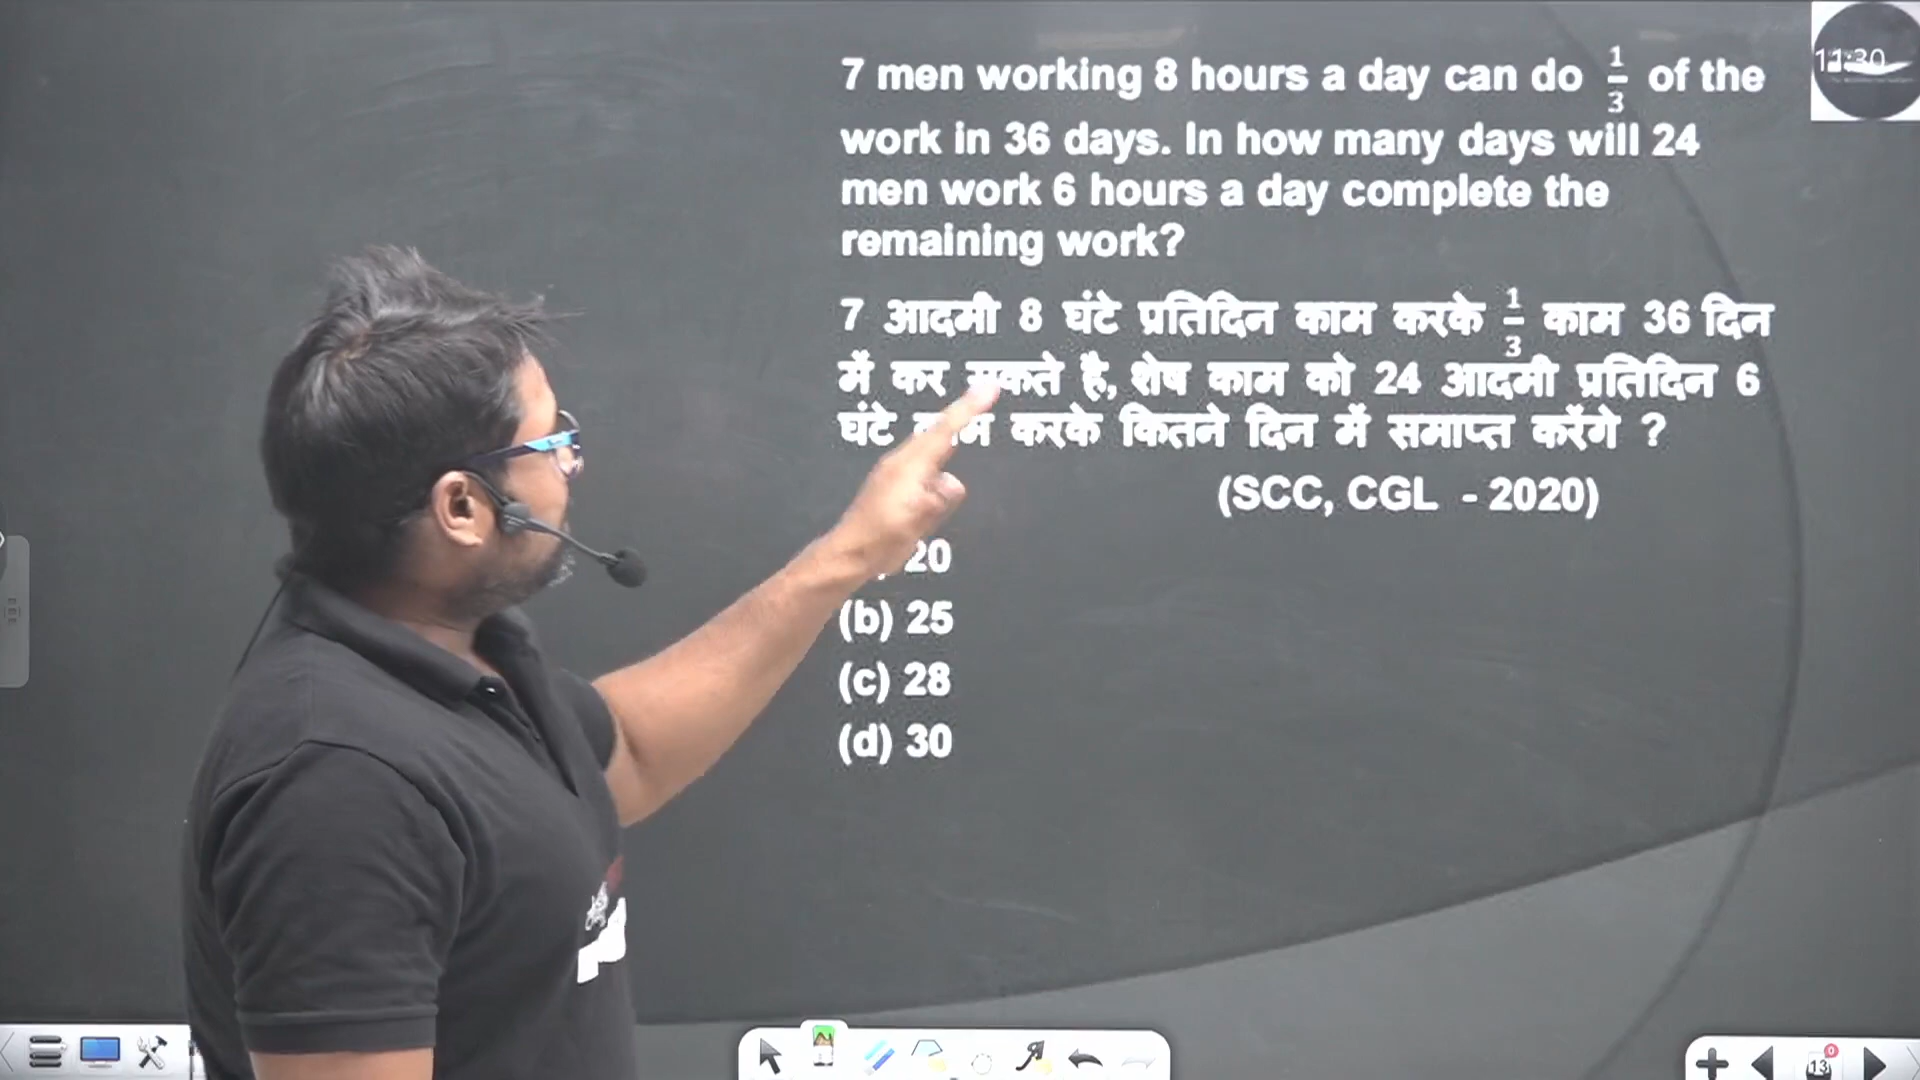 11:30
7 men working 8 hours a day can do 1/3 of the
work in 36 days. In how many days will 24
men work 6 hours a day complete the
remaining work?
7 आदमी 8 घंटे प्रतिदिन काम करके 1/3 काम 36 दिन
में कर सकते है, शेष काम को 24 आदमी प्रतिदिन 6
घंटे काम करके कितने दिन में समाप्त करेंगे ?
(SCC, CGL - 2020)
20
(b) 25
(c) 28
(d) 30
13
0